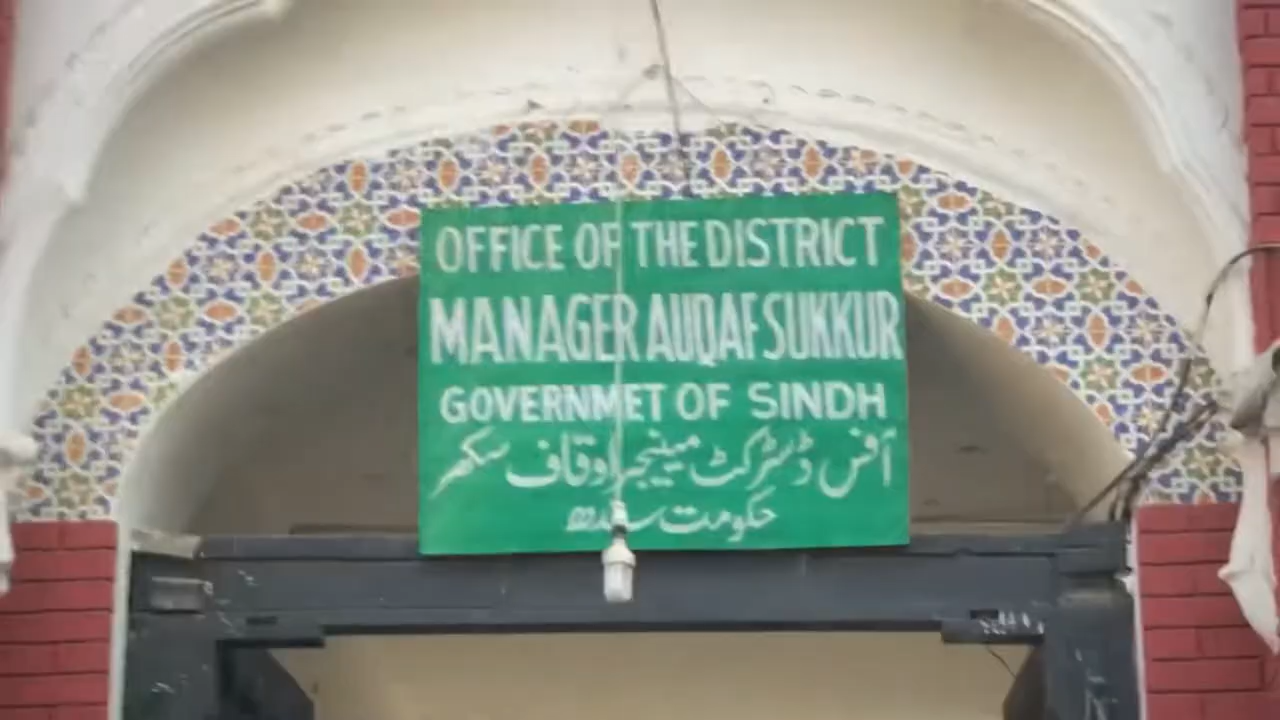 OFFICE OF THE DISTRICT
MANAGER AUQAF SUKKUR
GOVERNMET OF SINDH
آفس ڈسٹرکٹ مینیجر اوقاف سکھر
حکومت سندھ